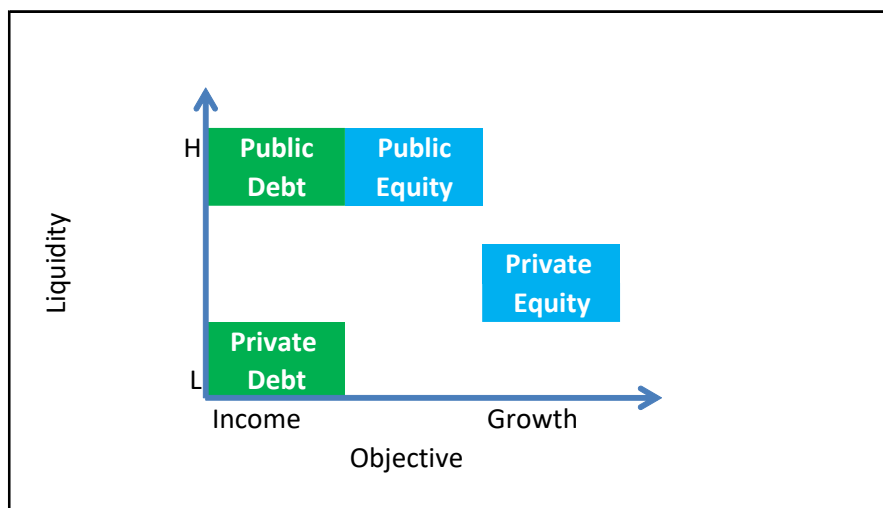 H
Public
Debt
Public
Equity
Liquidity
Private
Equity
Private
Debt
L
Income
Growth
Objective